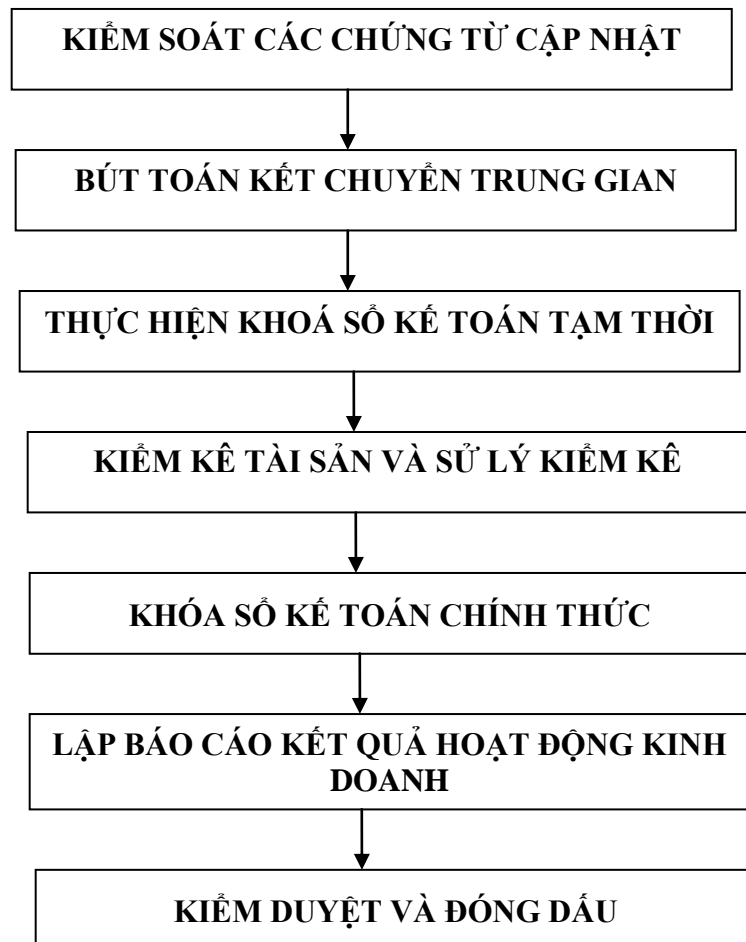 KIỂM SOÁT CÁC CHỨNG TỪ CẬP NHẬT
BÚT TOÁN KẾT CHUYỂN TRUNG GIAN
THỰC HIỆN KHOÁ SỔ KẾ TOÁN TẠM THỜI
KIỂM KÊ TÀI SẢN VÀ SỬ LÝ KIỂM KÊ
KHÓA SỔ KẾ TOÁN CHÍNH THỨC
LẬP BÁO CÁO KẾT QUẢ HOẠT ĐỘNG KINH
DOANH
KIỂM DUYỆT VÀ ĐÓNG DẤU